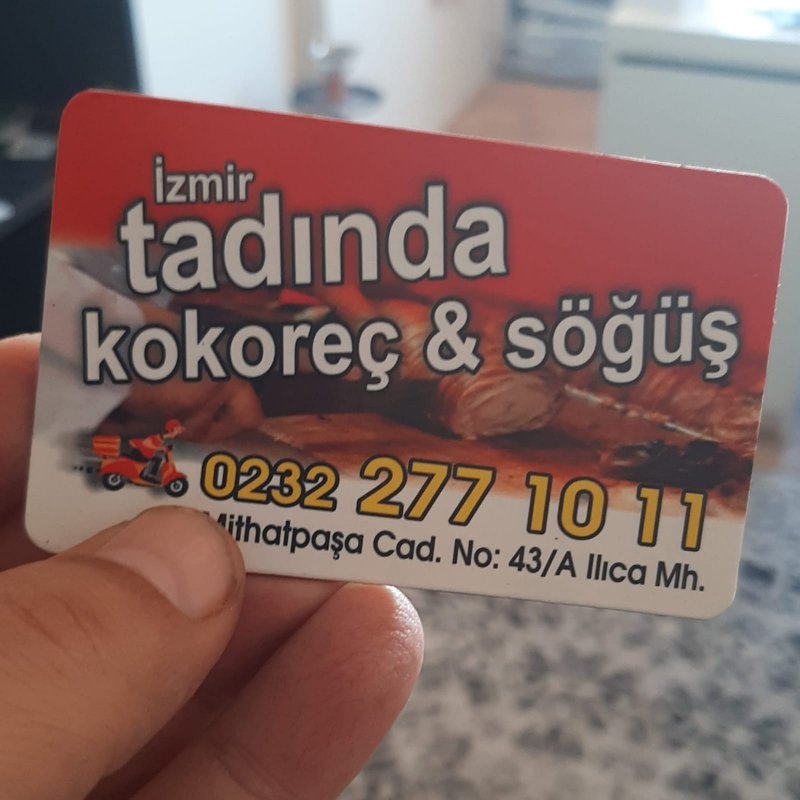 İzmir
tadında
kokoreç & söğüş
0232 277 10 11
Mithatpaşa Cad. No: 43/A Ilıca Mh.